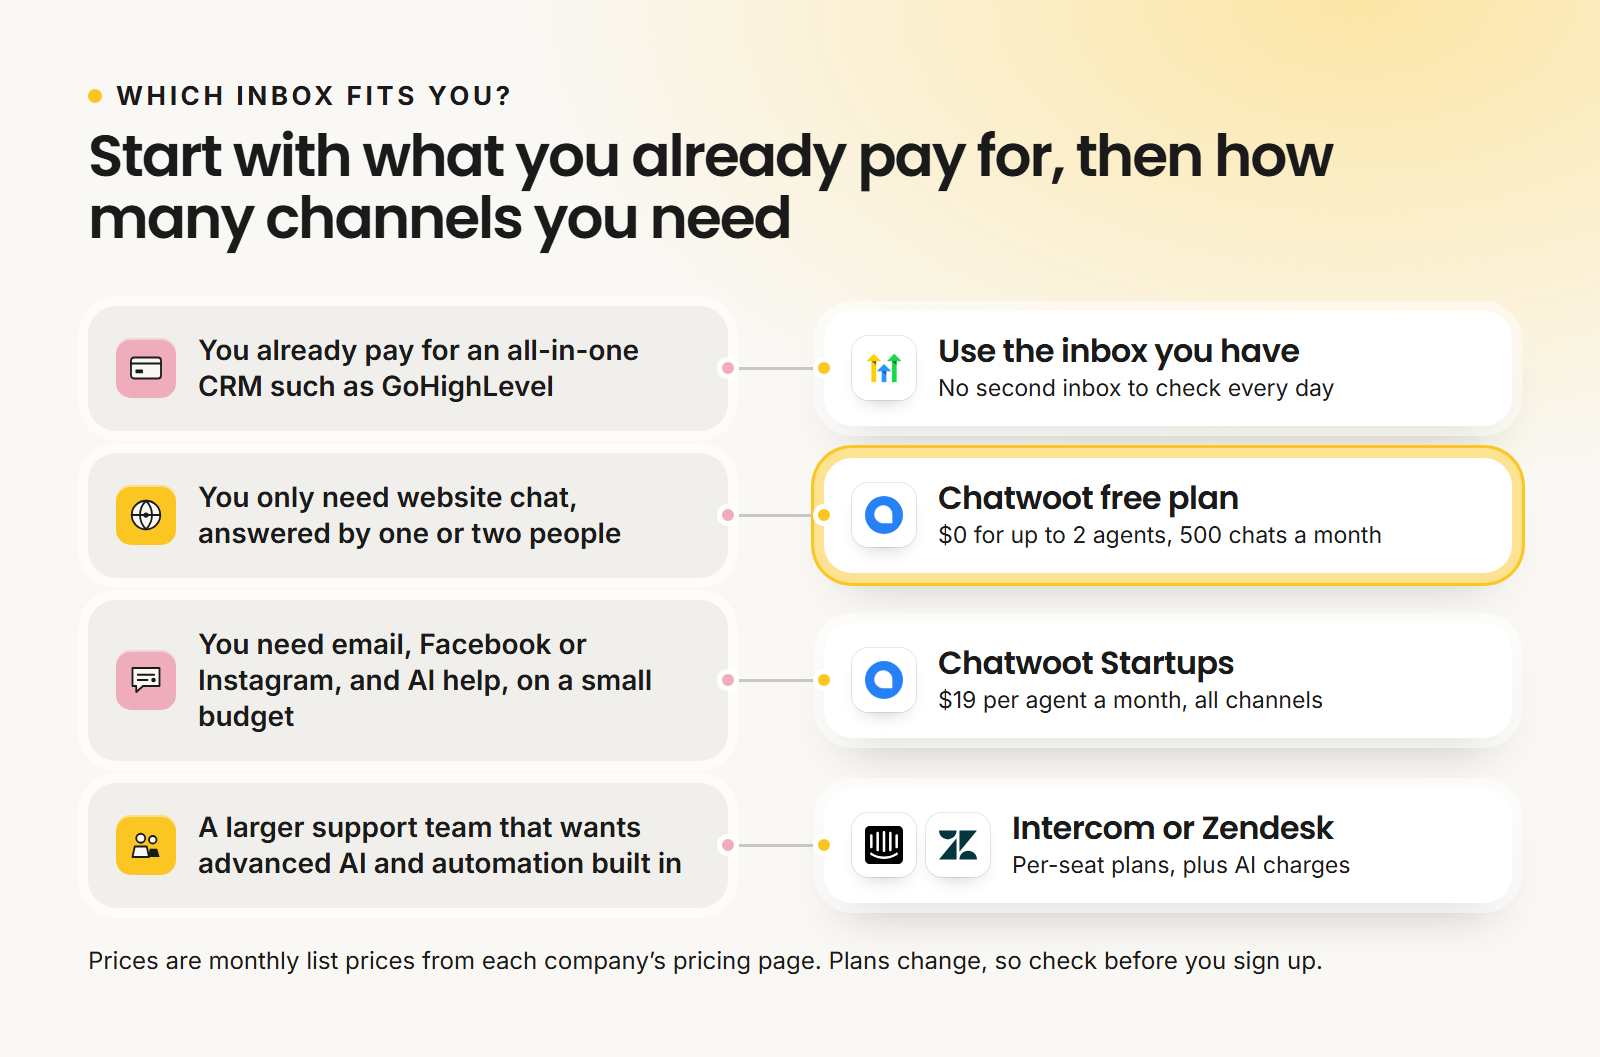 WHICH INBOX FITS YOU?
Start with what you already pay for, then how
many channels you need
You already pay for an all-in-one
CRM such as GoHighLevel
Use the inbox you have
No second inbox to check every day
You only need website chat,
answered by one or two people
Chatwoot free plan
$0 for up to 2 agents, 500 chats a month
You need email, Facebook or
Instagram, and AI help, on a small
budget
Chatwoot Startups
$19 per agent a month, all channels
A larger support team that wants
advanced AI and automation built in
Intercom or Zendesk
Per-seat plans, plus AI charges
Prices are monthly list prices from each company’s pricing page. Plans change, so check before you sign up.